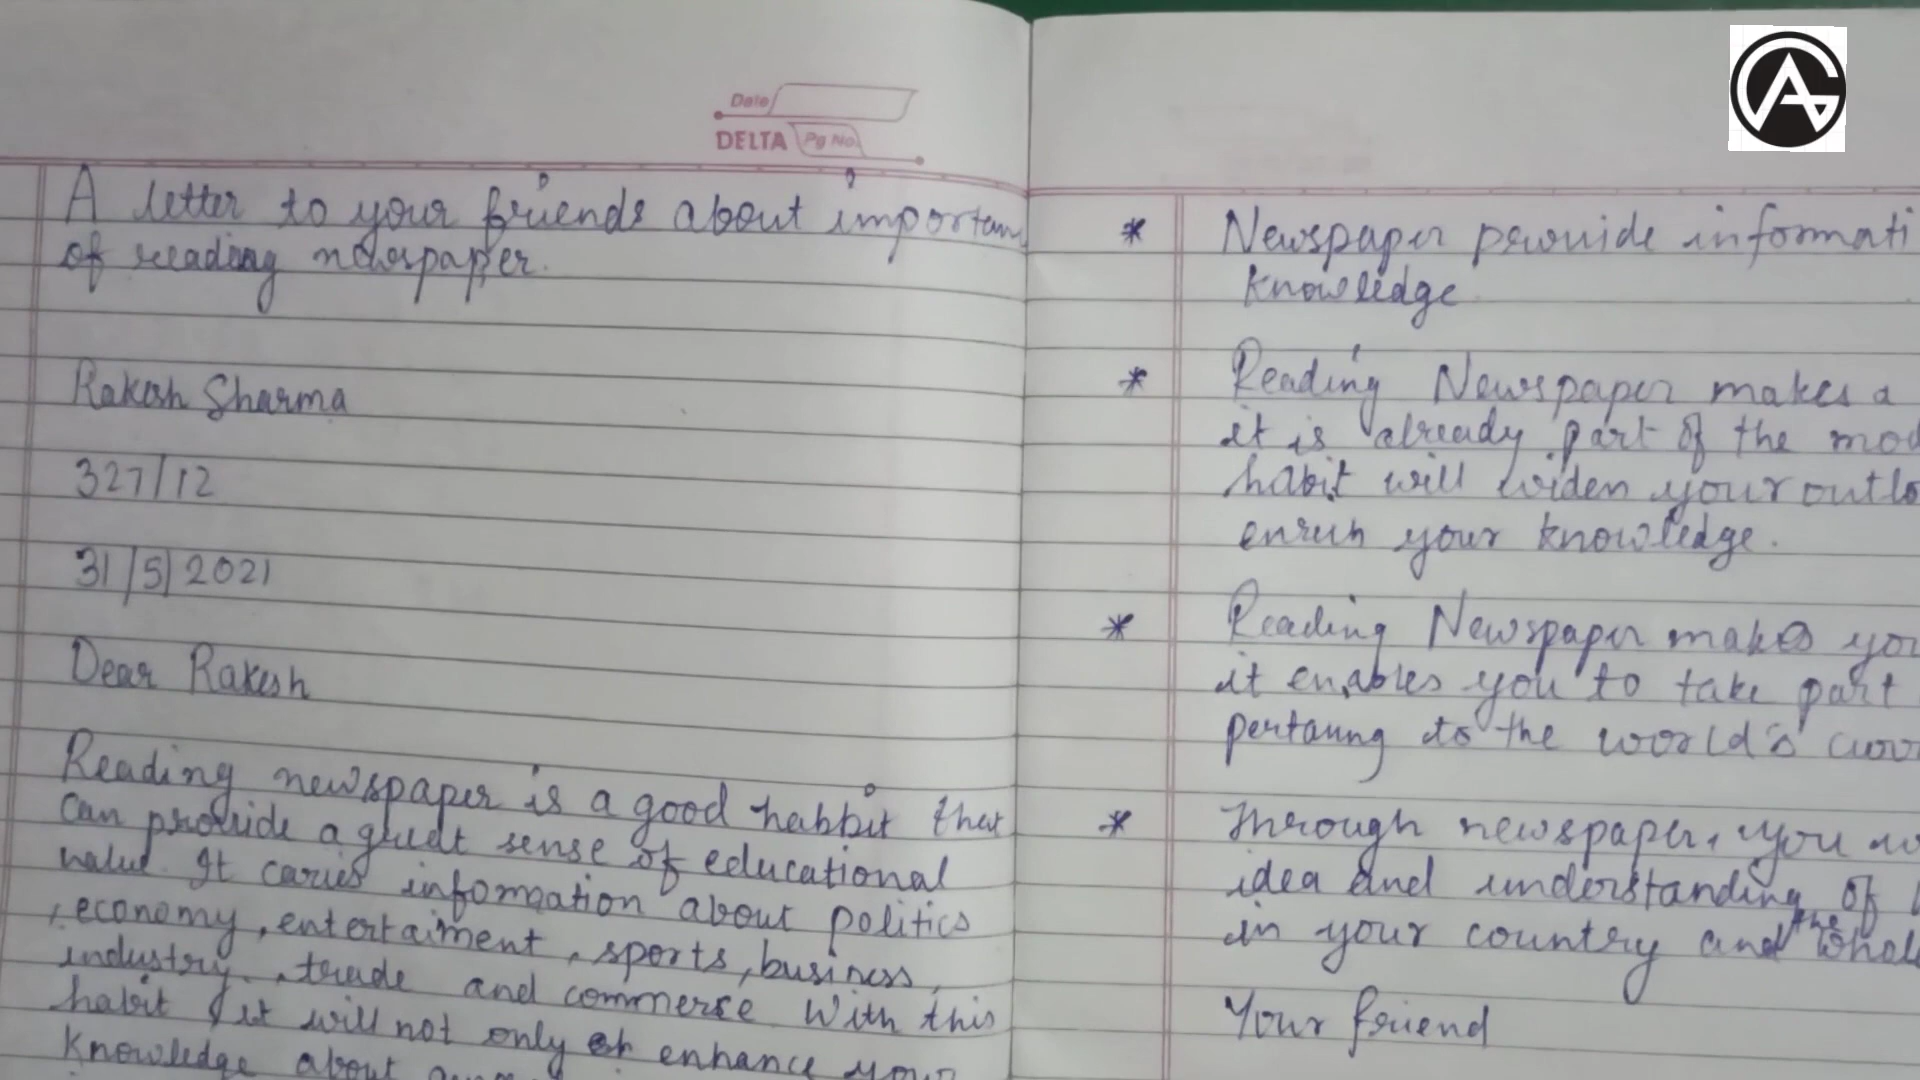 Date
DELTA Pg No.
A letter to your friends about importan
of reading newspaper.
Rakesh Sharma
327/12
31/5/2021
Dear Rakesh
Reading newspaper is a good habbit that
can provide a great sense of educational
value. It caries information about politics
, economy, entertaiment, sports, business,
industry, trade and commerce. With this
habit it will not only enhance your
knowledge about
* Newspaper provide informati
knowledge
* Reading Newspaper makes a
it is already part of the mod
habit will widen your outlo
enrich your knowledge.
* Reading Newspaper makes you
it enables you to take part
pertaining to the world's curr
* Through newspaper, you w
idea and understanding of
in your country and the whol
Your friend